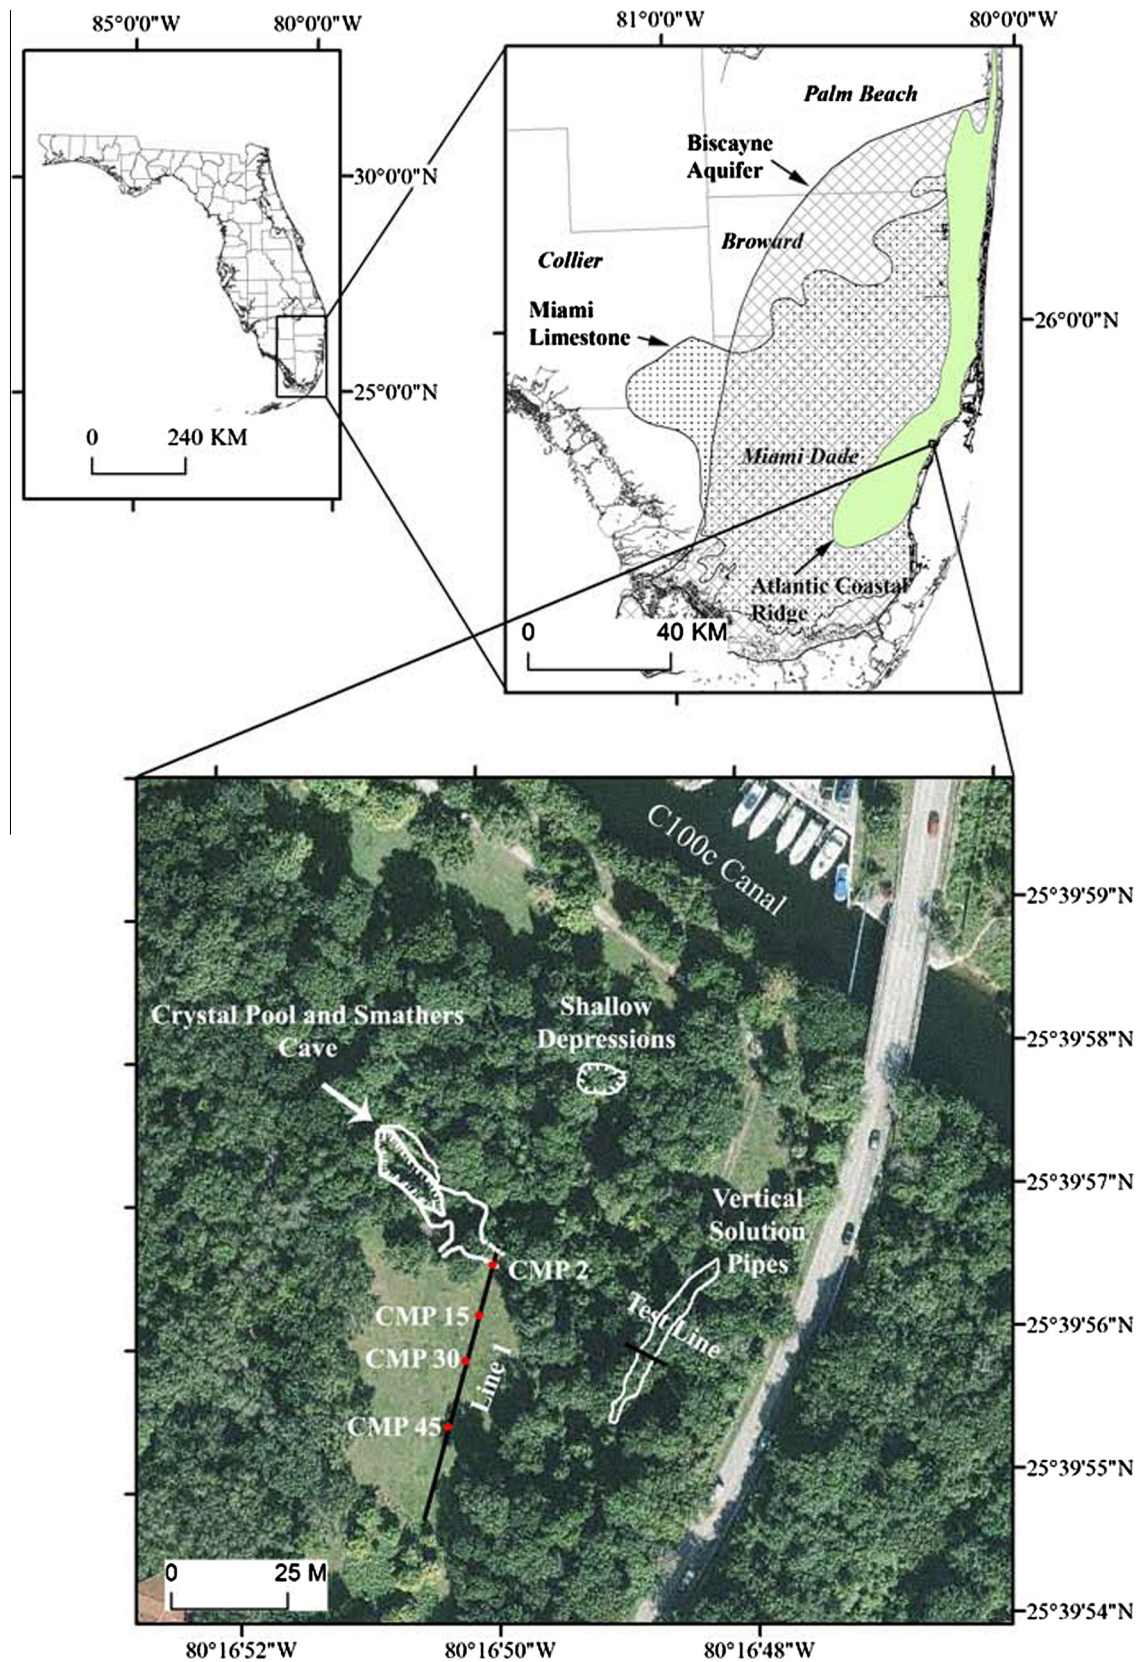 85°0'0"W 80°0'0"W
30°0'0"N
25°0'0"N
0 240 KM
81°0'0"W 80°0'0"W
Palm Beach
Biscayne
Aquifer
Broward
Collier
Miami
Limestone
26°0'0"N
Miami Dade
Atlantic Coastal
Ridge
0 40 KM
C100c Canal
25°39'59"N
Shallow
Depressions
Crystal Pool and Smathers
Cave
25°39'58"N
25°39'57"N
Vertical
Solution
Pipes
CMP 2
CMP 15
CMP 30
CMP 45
Line 1
Test Line
25°39'56"N
25°39'55"N
0 25 M
25°39'54"N
80°16'52"W 80°16'50"W 80°16'48"W